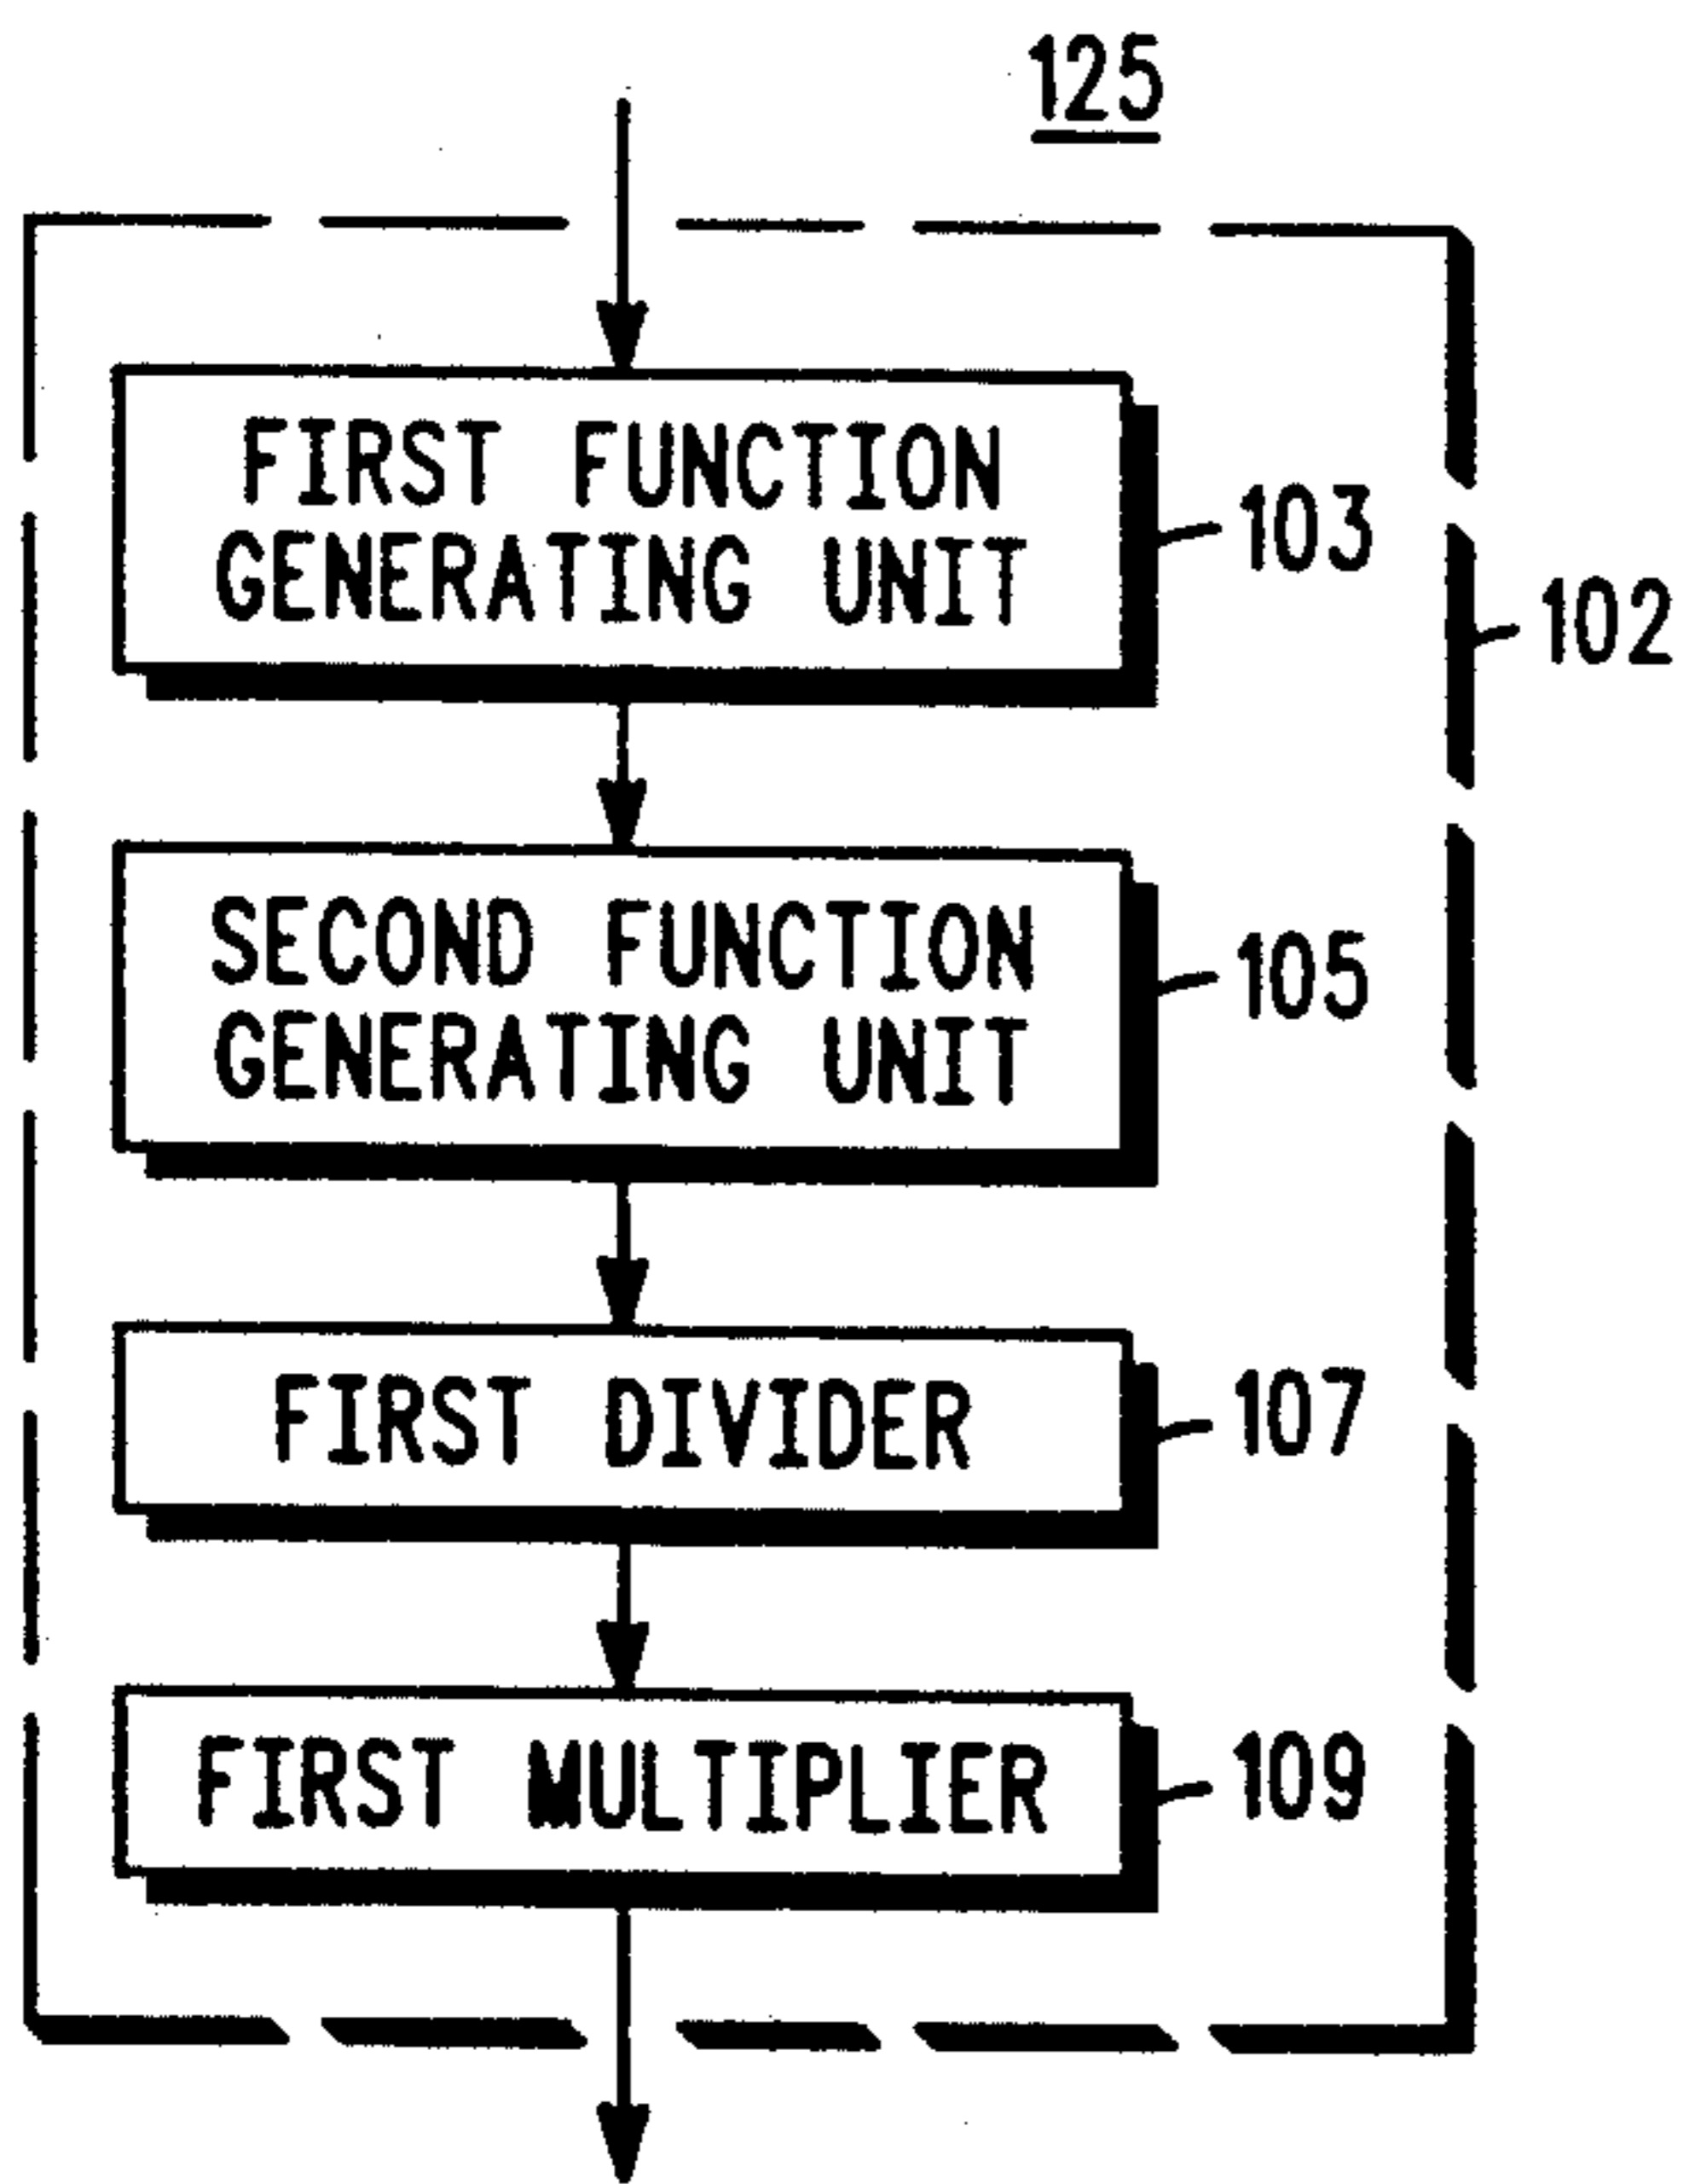 125
FIRST FUNCTION
GENERATING UNIT
103
102
SECOND FUNCTION
GENERATING UNIT
105
FIRST DIVIDER
107
FIRST MULTIPLIER
109